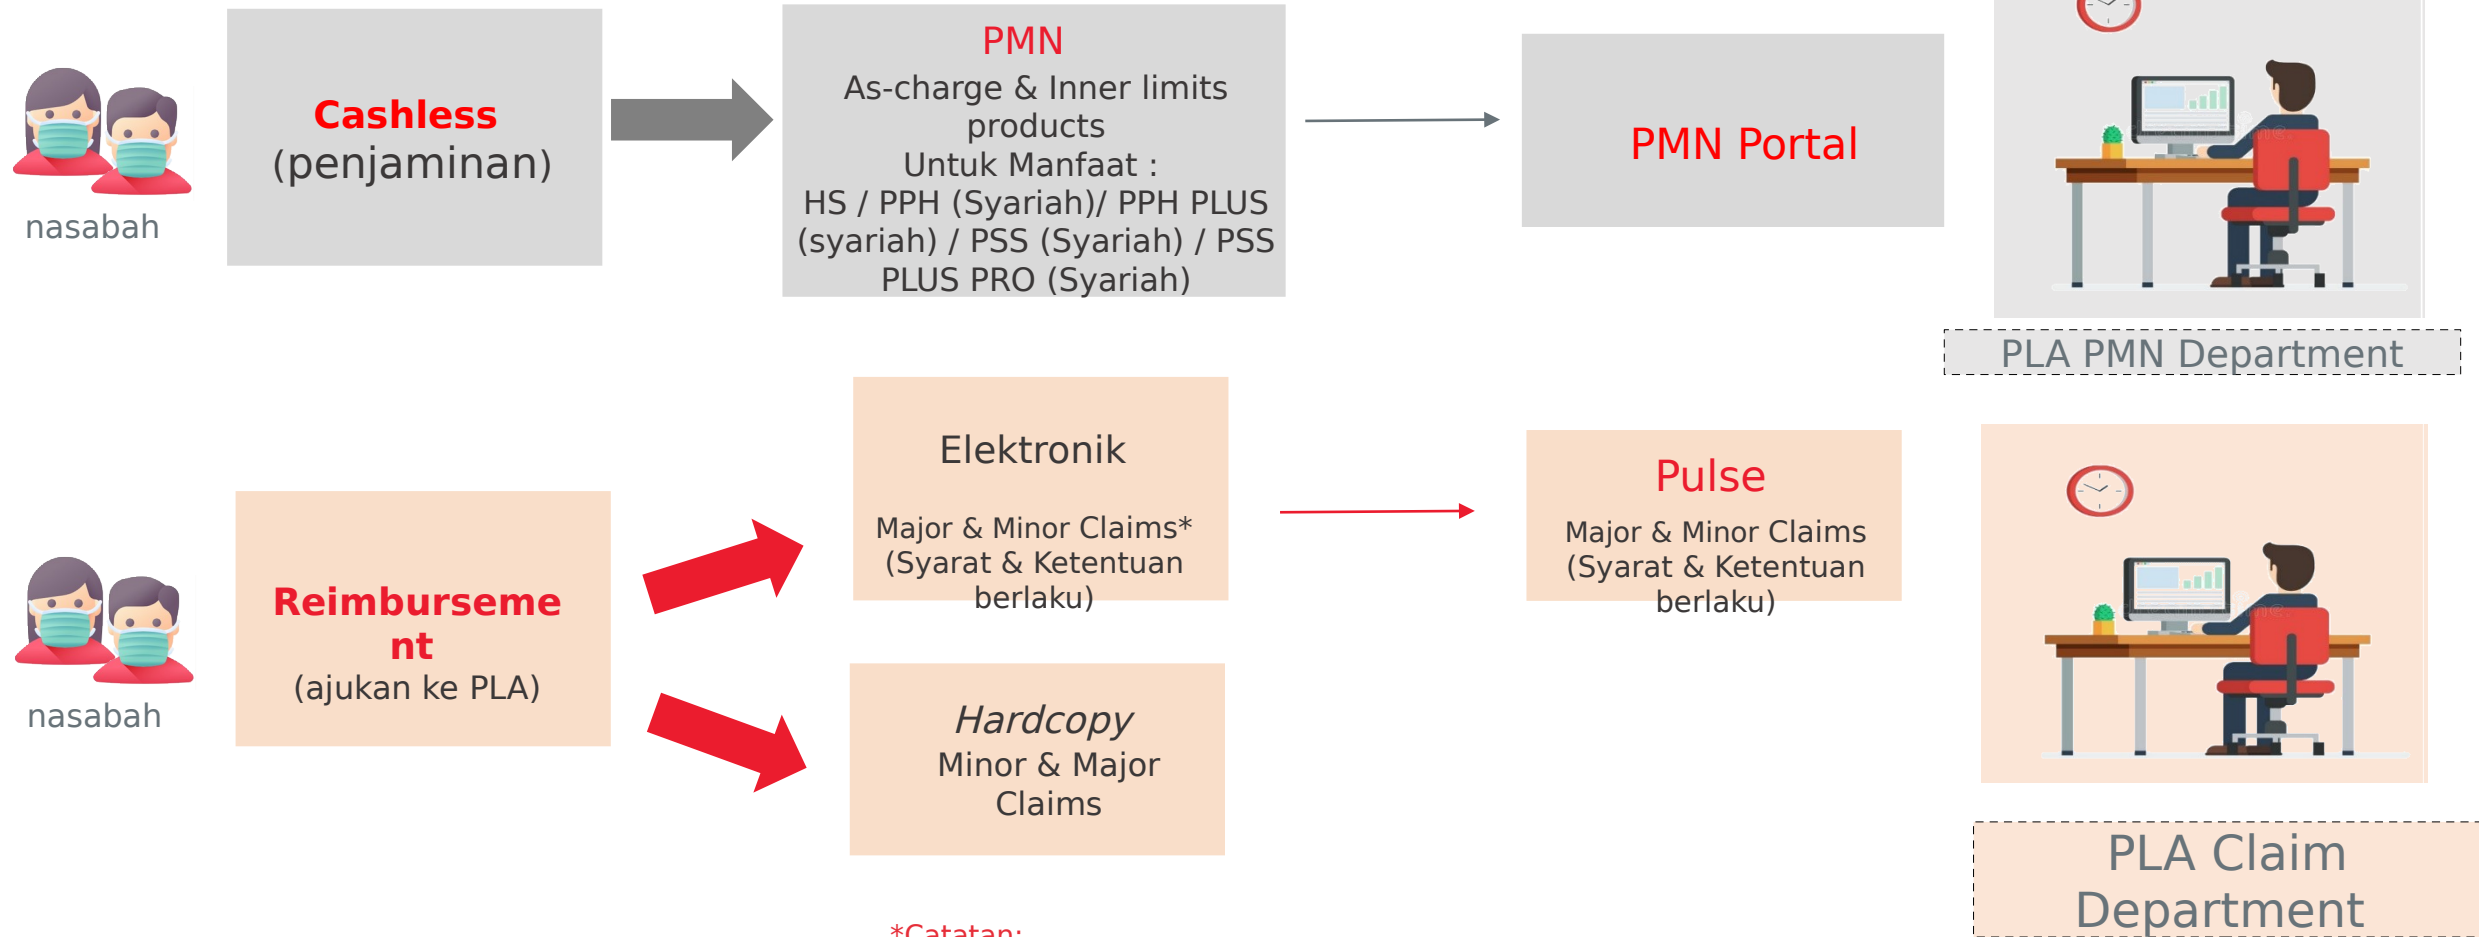 nasabah
Cashless
(penjaminan)
PMN
As-charge & Inner limits
products
Untuk Manfaat :
HS / PPH (Syariah)/ PPH PLUS
(syariah) / PSS (Syariah) / PSS
PLUS PRO (Syariah)
PMN Portal
PLA PMN Department
nasabah
Reimburseme
nt
(ajukan ke PLA)
Elektronik
Major & Minor Claims*
(Syarat & Ketentuan
berlaku)
Hardcopy
Minor & Major
Claims
Pulse
Major & Minor Claims
(Syarat & Ketentuan
berlaku)
PLA Claim
Department
*Catatan: